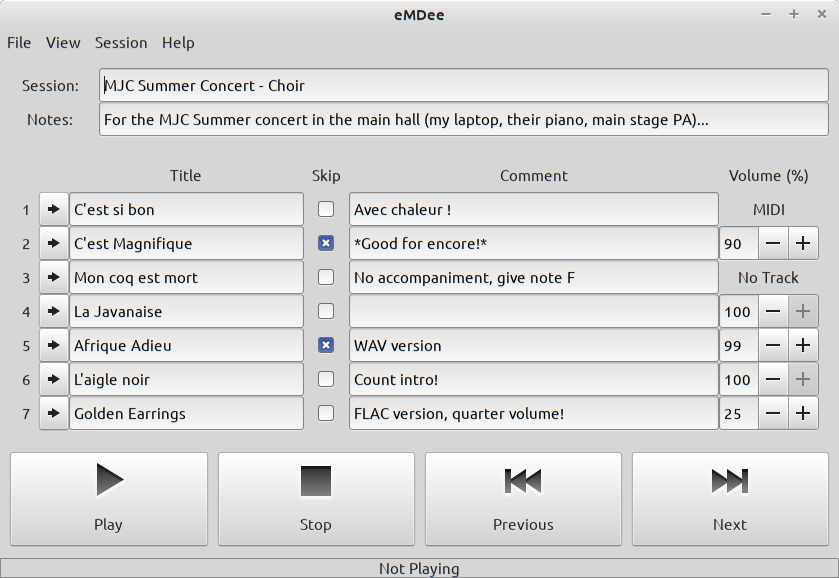 eMDee
File View Session Help
Session: MJC Summer Concert - Choir
Notes: For the MJC Summer concert in the main hall (my laptop, their piano, main stage PA)...
Title Skip Comment Volume (%)
1 C'est si bon Avec chaleur ! MIDI
2 C'est Magnifique *Good for encore!* 90
3 Mon coq est mort No accompaniment, give note F No Track
4 La Javanaise 100
5 Afrique Adieu WAV version 99
6 L'aigle noir Count intro! 100
7 Golden Earrings FLAC version, quarter volume! 25
Play Stop Previous Next
Not Playing